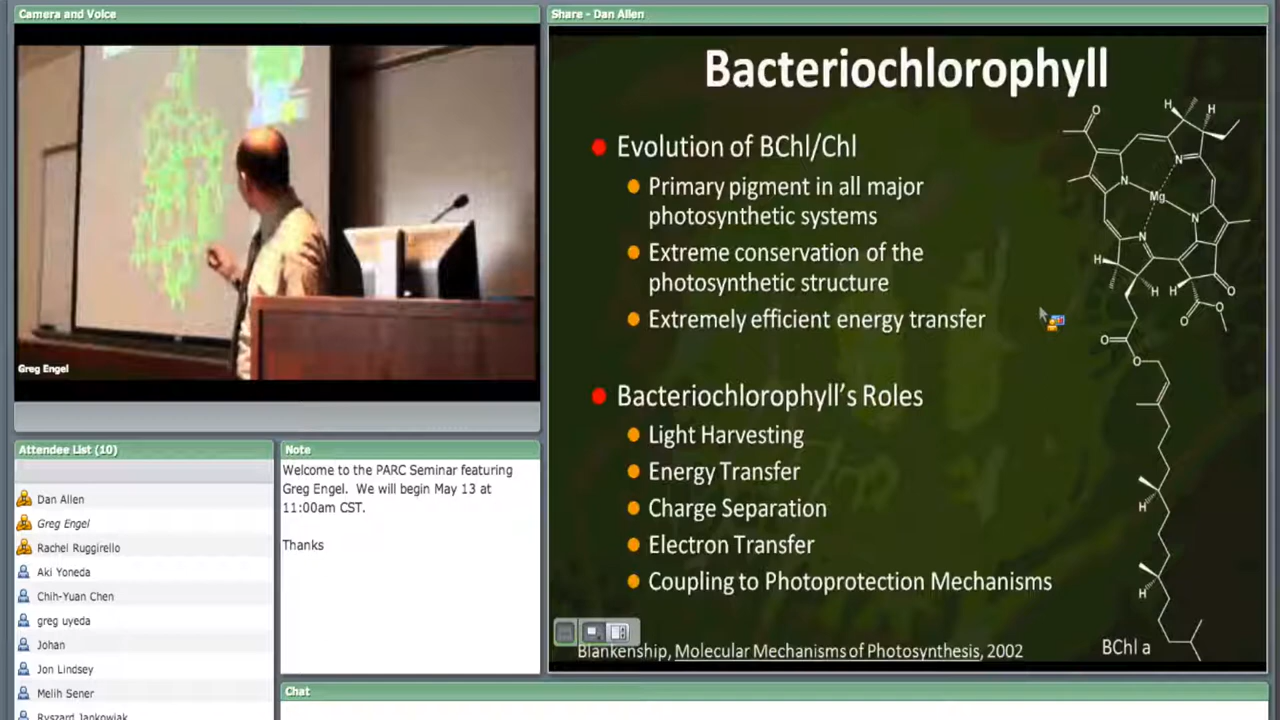 Camera and Voice
Greg Engel
Attendee List (10)
Dan Allen
Greg Engel
Rachel Ruggirello
Aki Yoneda
Chih-Yuan Chen
greg uyeda
Johan
Jon Lindsey
Melih Sener
Ryszard Jankowiak
Note
Welcome to the PARC Seminar featuring
Greg Engel. We will begin May 13 at
11:00am CST.
Thanks
Share - Dan Allen
Bacteriochlorophyll
Evolution of BChl/Chl
Primary pigment in all major
photosynthetic systems
Extreme conservation of the
photosynthetic structure
Extremely efficient energy transfer
Bacteriochlorophyll's Roles
Light Harvesting
Energy Transfer
Charge Separation
Electron Transfer
Coupling to Photoprotection Mechanisms
Blankenship, Molecular Mechanisms of Photosynthesis, 2002
O
H
H
N
N
Mg
N
N
H
H
H
O
O
O
O
O
H
H
BChl a
Chat